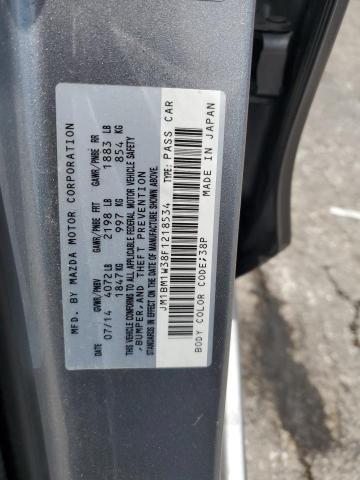 MFD. BY MAZDA MOTOR CORPORATION
07/14 GVWR/PNBV 4072LB 1847KG GAWR/PNBE FRT 2198 LB 997 KG GAWR/PNBE RR 1883 LB 854 KG
THIS VEHICLE CONFORMS TO ALL APPLICABLE FEDERAL MOTOR VEHICLE SAFETY
,BUMPER,AND THEFT PREVENTION
STANDARDS IN EFFECT ON THE DATE OF MANUFACTURE SHOWN ABOVE.
JM1BM1W38F1218534 TYPE: PASS CAR
BODY COLOR CODE;38P MADE IN JAPAN